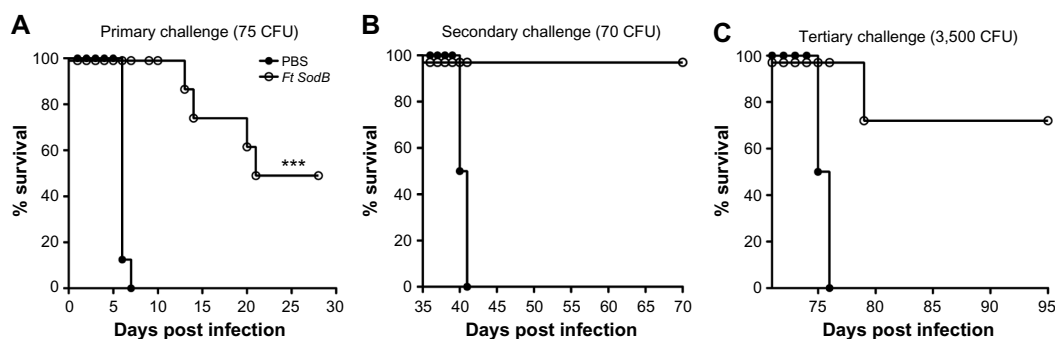 A
Primary challenge (75 CFU)
100
80
60
40
20
0
% survival
PBS
Ft SodB
***
0 5 10 15 20 25 30
Days post infection
B
Secondary challenge (70 CFU)
100
80
60
40
20
0
% survival
35 40 45 50 55 60 65 70
Days post infection
C
Tertiary challenge (3,500 CFU)
100
80
60
40
20
0
% survival
75 80 85 90 95
Days post infection